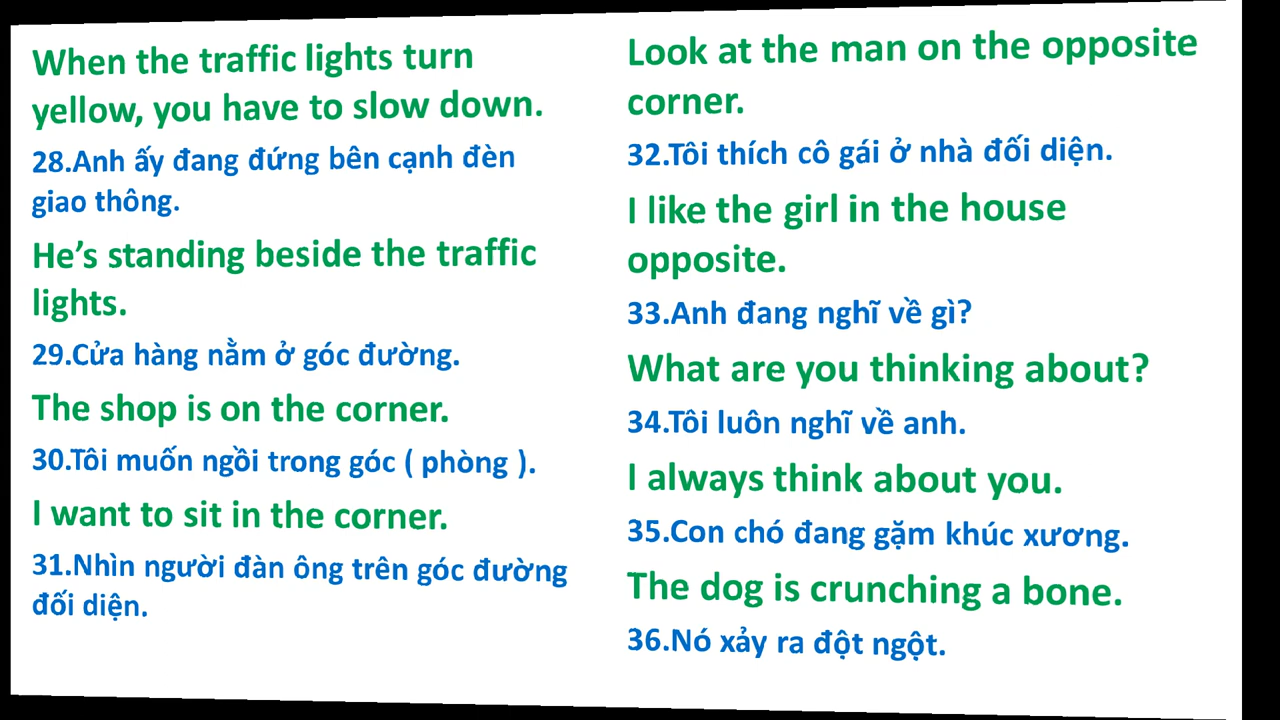 When the traffic lights turn
yellow, you have to slow down.
28.Anh ấy đang đứng bên cạnh đèn
giao thông.
He’s standing beside the traffic
lights.
29.Cửa hàng nằm ở góc đường.
The shop is on the corner.
30.Tôi muốn ngồi trong góc ( phòng ).
I want to sit in the corner.
31.Nhìn người đàn ông trên góc đường
đối diện.
Look at the man on the opposite
corner.
32.Tôi thích cô gái ở nhà đối diện.
I like the girl in the house
opposite.
33.Anh đang nghĩ về gì?
What are you thinking about?
34.Tôi luôn nghĩ về anh.
I always think about you.
35.Con chó đang gặm khúc xương.
The dog is crunching a bone.
36.Nó xảy ra đột ngột.